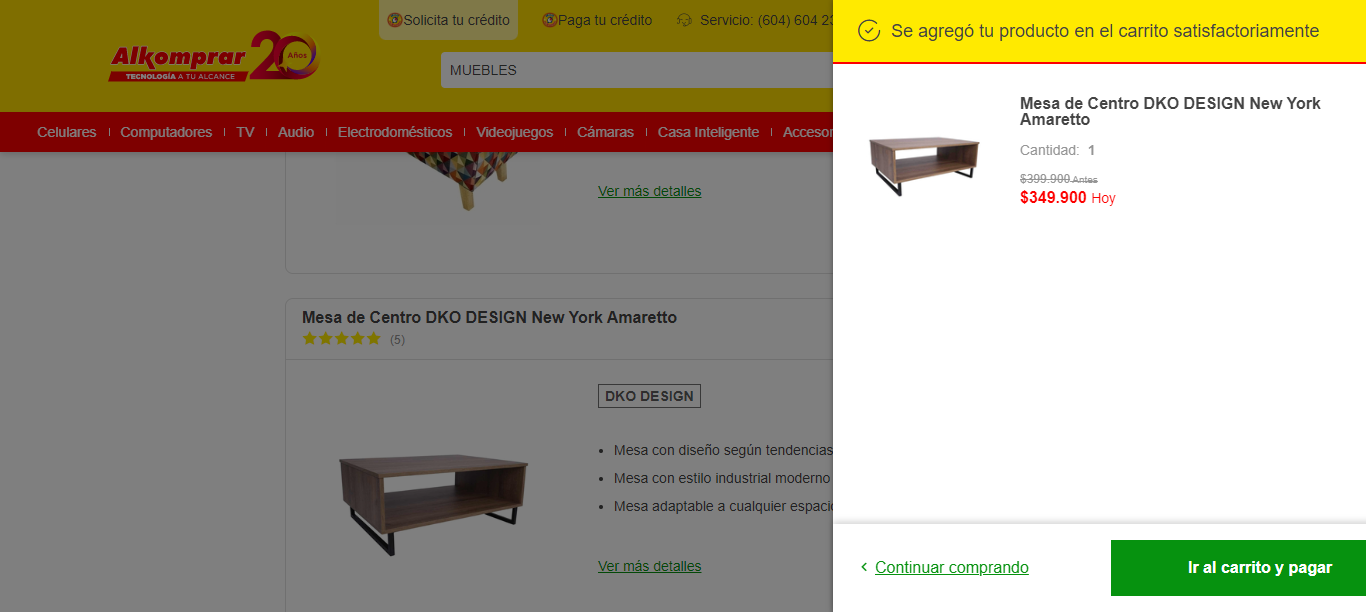 Solicita tu crédito
Paga tu crédito
Servicio: (604) 604 23
Alkomprar 20 Años
TECNOLOGÍA A TU ALCANCE
MUEBLES
Celulares
Computadores
TV
Audio
Electrodomésticos
Videojuegos
Cámaras
Casa Inteligente
Accesor
Ver más detalles
Mesa de Centro DKO DESIGN New York Amaretto
(5)
DKO DESIGN
Mesa con diseño según tendencias
Mesa con estilo industrial moderno
Mesa adaptable a cualquier espacio
Ver más detalles
Se agregó tu producto en el carrito satisfactoriamente
Mesa de Centro DKO DESIGN New York
Amaretto
Cantidad: 1
$399.900 Antes
$349.900 Hoy
Continuar comprando
Ir al carrito y pagar